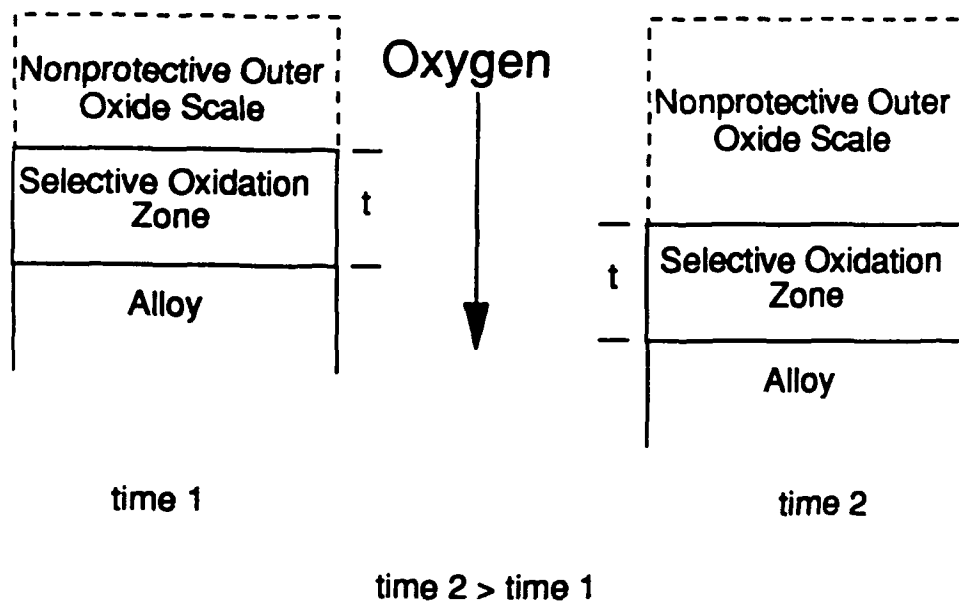 Nonprotective Outer
Oxide Scale
Selective Oxidation
Zone
t
Alloy
time 1
Oxygen
Nonprotective Outer
Oxide Scale
t
Selective Oxidation
Zone
Alloy
time 2
time 2 > time 1